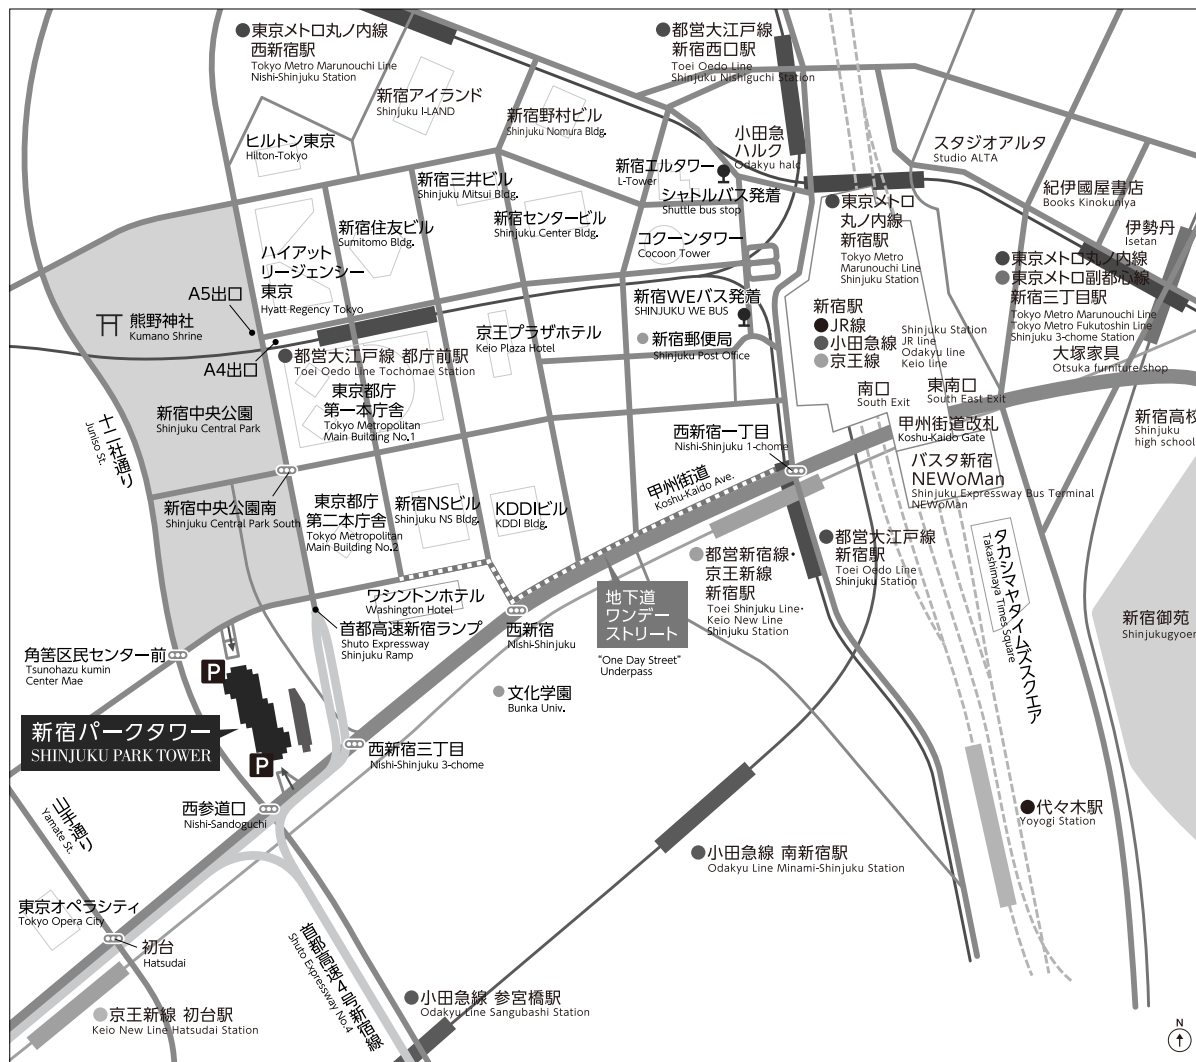 東京メトロ丸ノ内線
西新宿駅
Tokyo Metro Marunouchi Line
Nishi-Shinjuku Station
都営大江戸線
新宿西口駅
Toei Oedo Line
Shinjuku Nishiguchi Station
新宿アイランド
Shinjuku I-LAND
新宿野村ビル
Shinjuku Nomura Bldg.
ヒルトン東京
Hilton-Tokyo
小田急
ハルク
Odakyu halc
スタジオアルタ
Studio ALTA
新宿エルタワー
L-Tower
シャトルバス発着
Shuttle bus stop
新宿三井ビル
Shinjuku Mitsui Bldg.
紀伊國屋書店
Books Kinokuniya
新宿住友ビル
Sumitomo Bldg.
新宿センタービル
Shinjuku Center Bldg.
東京メトロ
丸ノ内線
新宿駅
Tokyo Metro
Marunouchi Line
Shinjuku Station
伊勢丹
Isetan
コクーンタワー
Cocoon Tower
ハイアット
リージェンシー
東京
Hyatt Regency Tokyo
東京メトロ丸ノ内線
東京メトロ副都心線
新宿三丁目駅
Tokyo Metro Marunouchi Line
Tokyo Metro Fukutoshin Line
Shinjuku 3-chome Station
A5出口
熊野神社
Kumano Shrine
新宿WEバス発着
SHINJUKU WE BUS
新宿駅
JR線
小田急線
京王線
Shinjuku Station
JR line
Odakyu line
Keio line
京王プラザホテル
Keio Plaza Hotel
新宿郵便局
Shinjuku Post Office
大塚家具
Otsuka furniture shop
A4出口
都営大江戸線 都庁前駅
Toei Oedo Line Tochomae Station
東京都庁
第一本庁舎
Tokyo Metropolitan
Main Building No.1
南口
South Exit
東南口
South East Exit
新宿中央公園
Shinjuku Central Park
十二社通り
Juniso St.
甲州街道改札
Koshu-Kaido Gate
新宿高校
Shinjuku
high school
西新宿一丁目
Nishi-Shinjuku 1-chome
バスタ新宿
NEWoMan
Shinjuku Expressway Bus Terminal
NEWoMan
甲州街道
Koshu-Kaido Ave.
新宿中央公園南
Shinjuku Central Park South
東京都庁
第二本庁舎
Tokyo Metropolitan
Main Building No.2
新宿NSビル
Shinjuku NS Bldg.
KDDIビル
KDDI Bldg.
都営大江戸線
新宿駅
Toei Oedo Line
Shinjuku Station
タカシマヤタイムズスクエア
Takashimaya Times Square
都営新宿線・
京王新線
新宿駅
Toei Shinjuku Line・
Keio New Line
Shinjuku Station
ワシントンホテル
Washington Hotel
地下道
ワンデー
ストリート
"One Day Street"
Underpass
新宿御苑
Shinjukugyoen
首都高速新宿ランプ
Shuto Expressway
Shinjuku Ramp
西新宿
Nishi-Shinjuku
角筈区民センター前
Tsunohazu kumin
Center Mae
P
文化学園
Bunka Univ.
新宿パークタワー
SHINJUKU PARK TOWER
P
西新宿三丁目
Nishi-Shinjuku 3-chome
西参道口
Nishi-Sandoguchi
山手通り
Yamate St.
代々木駅
Yoyogi Station
小田急線 南新宿駅
Odakyu Line Minami-Shinjuku Station
東京オペラシティ
Tokyo Opera City
初台
Hatsudai
首都高速4号新宿線
Shuto Expressway No.4
小田急線 参宮橋駅
Odakyu Line Sangubashi Station
京王新線 初台駅
Keio New Line Hatsudai Station
N